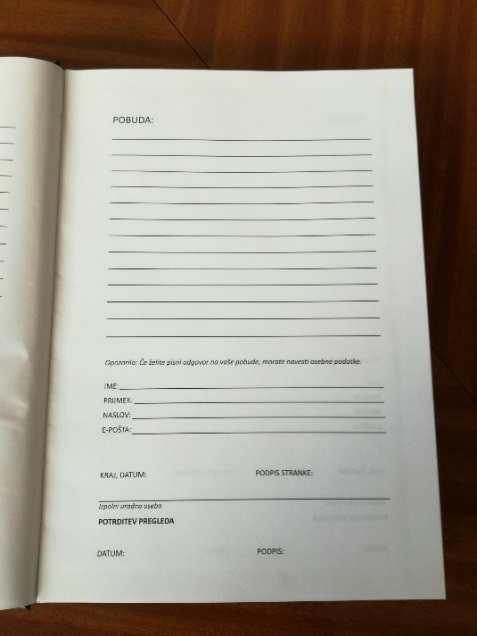 POBUDA:
Opozorilo: Če želite pisni odgovor na vaše pobude, morate navesti osebne podatke.
IME:
PRIIMEK:
NASLOV:
E-POŠTA:
KRAJ, DATUM: PODPIS STRANKE:
Izpolni uradna oseba
POTRDITEV PREGLEDA
DATUM: PODPIS: